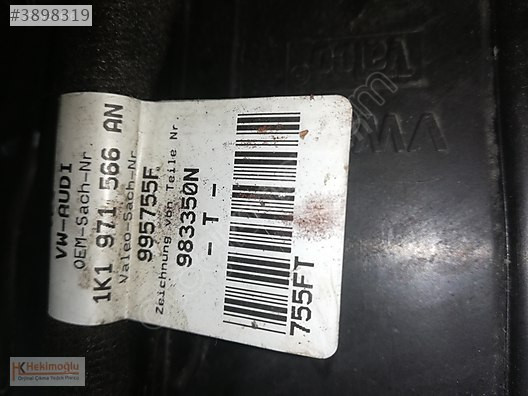 #3898319
VW-AUDI
OEM-Sach-Nr.
1K1 971 566 AN
Valeo-Sach-Nr.
995755F
Zeichnung von Teile Nr.
983350N
- T -
755FT
Valeo
VW
Hekimoğlu